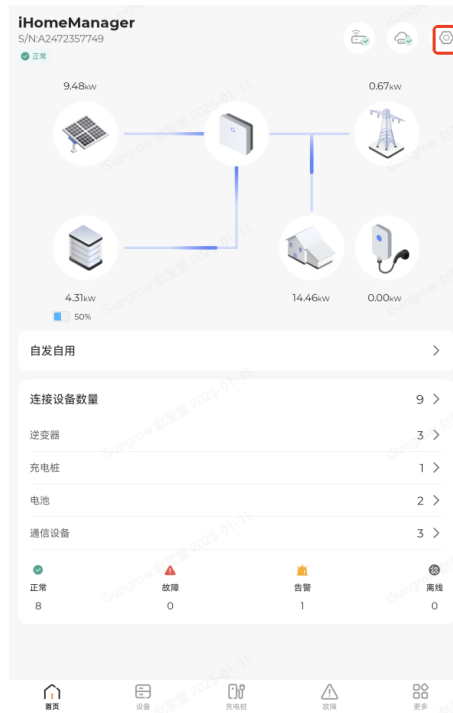 iHomeManager
S/N:A2472357749
正常
9.48kW
0.67kW
4.31kW
50%
14.46kW
0.00kW
自发自用
连接设备数量 9
逆变器 3
充电桩 1
电池 2
通信设备 3
正常 故障 告警 离线
8 0 1 0
首页 设备 充电桩 故障 更多